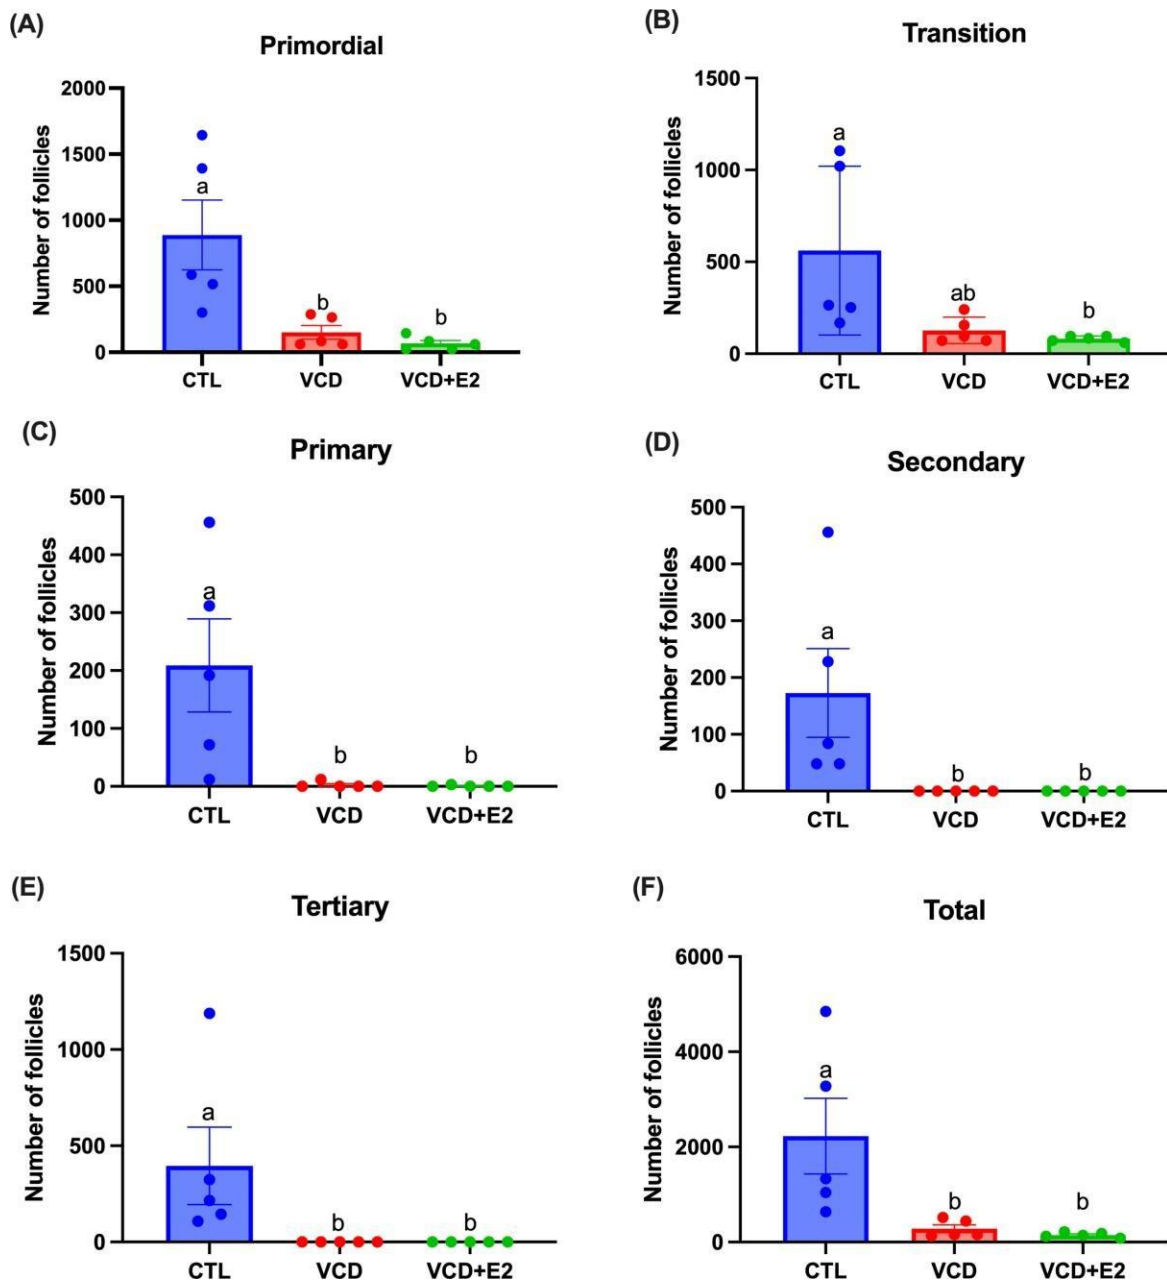 (A)
Primordial
Number of follicles
2000
1500
1000
500
0
a
b
b
CTL VCD VCD+E2
(B)
Transition
Number of follicles
1500
1000
500
0
a
ab
b
CTL VCD VCD+E2
(C)
Primary
Number of follicles
500
400
300
200
100
0
a
b
b
CTL VCD VCD+E2
(D)
Secondary
Number of follicles
500
400
300
200
100
0
a
b
b
CTL VCD VCD+E2
(E)
Tertiary
Number of follicles
1500
1000
500
0
a
b
b
CTL VCD VCD+E2
(F)
Total
Number of follicles
6000
4000
2000
0
a
b
b
CTL VCD VCD+E2